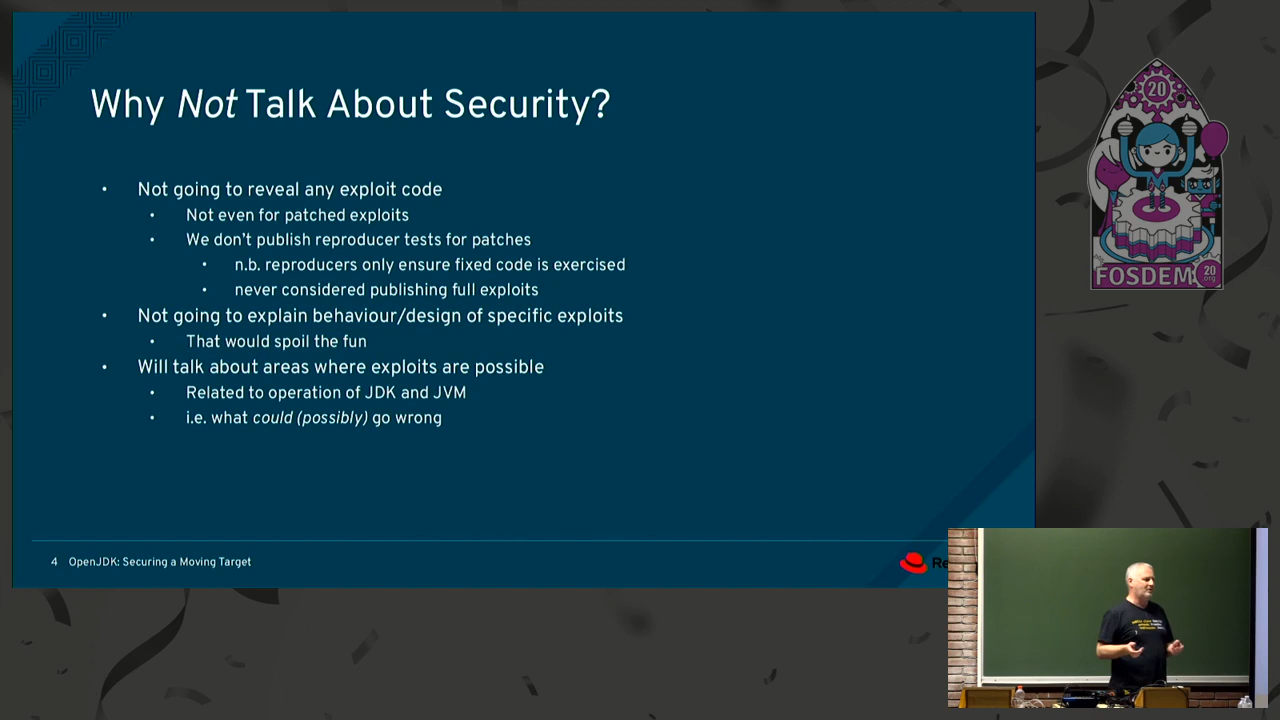 Why Not Talk About Security?
• Not going to reveal any exploit code
• Not even for patched exploits
• We don't publish reproducer tests for patches
• n.b. reproducers only ensure fixed code is exercised
• never considered publishing full exploits
• Not going to explain behaviour/design of specific exploits
• That would spoil the fun
• Will talk about areas where exploits are possible
• Related to operation of JDK and JVM
• i.e. what could (possibly) go wrong
4 OpenJDK: Securing a Moving Target
Re
20
FOSDEM
20
.org